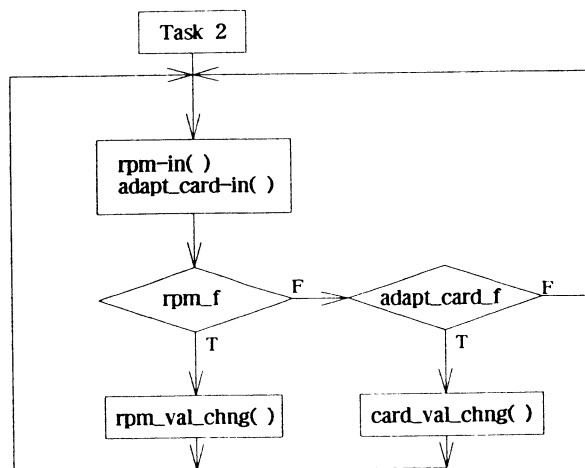 Task 2
rpm-in( )
adapt_card-in( )
rpm_f
F
adapt_card_f
F
T
T
rpm_val_chng( )
card_val_chng( )